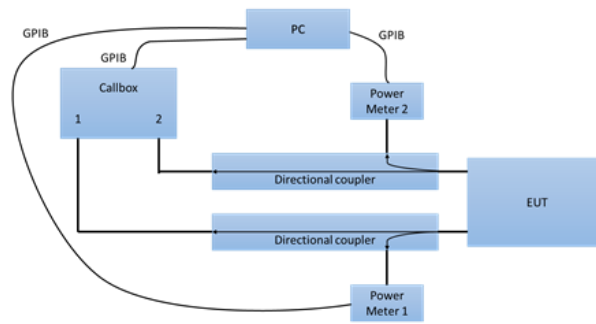 GPIB
PC
GPIB
GPIB
Callbox
1
2
Power
Meter 2
Directional coupler
EUT
Directional coupler
Power
Meter 1